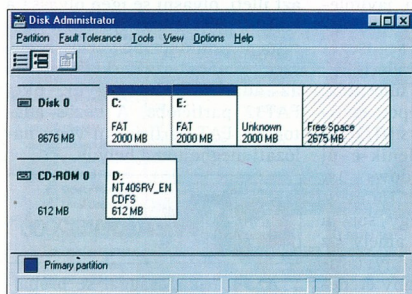 Disk Administrator
Partition Fault Tolerance Tools View Options Help
Disk 0
8676 MB
C:
FAT
2000 MB
E:
FAT
2000 MB
Unknown
2000 MB
Free Space
2675 MB
CD-ROM 0
612 MB
D:
NT40SRV_EN
CDFS
612 MB
Primary partition